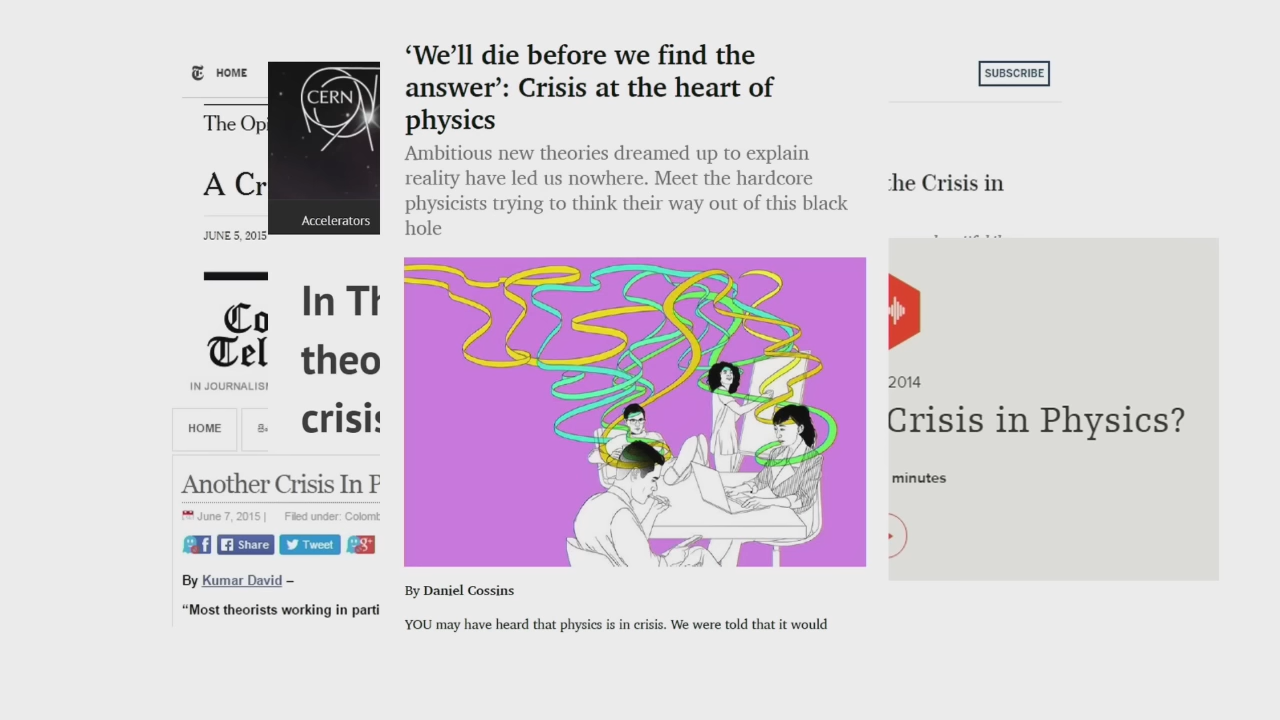 HOME
The Opi
A Cr
JUNE 5, 2015
Co
Tel
IN JOURNALISM
HOME
Another Crisis In P
June 7, 2015 | Filed under: Colomb
Share Tweet
By Kumar David –
“Most theorists working in parti
CERN
Accelerators
In Th
theo
crisis
‘We’ll die before we find the
answer’: Crisis at the heart of
physics
Ambitious new theories dreamed up to explain
reality have led us nowhere. Meet the hardcore
physicists trying to think their way out of this black
hole
By Daniel Cossins
YOU may have heard that physics is in crisis. We were told that it would
SUBSCRIBE
the Crisis in
2014
Crisis in Physics?
minutes